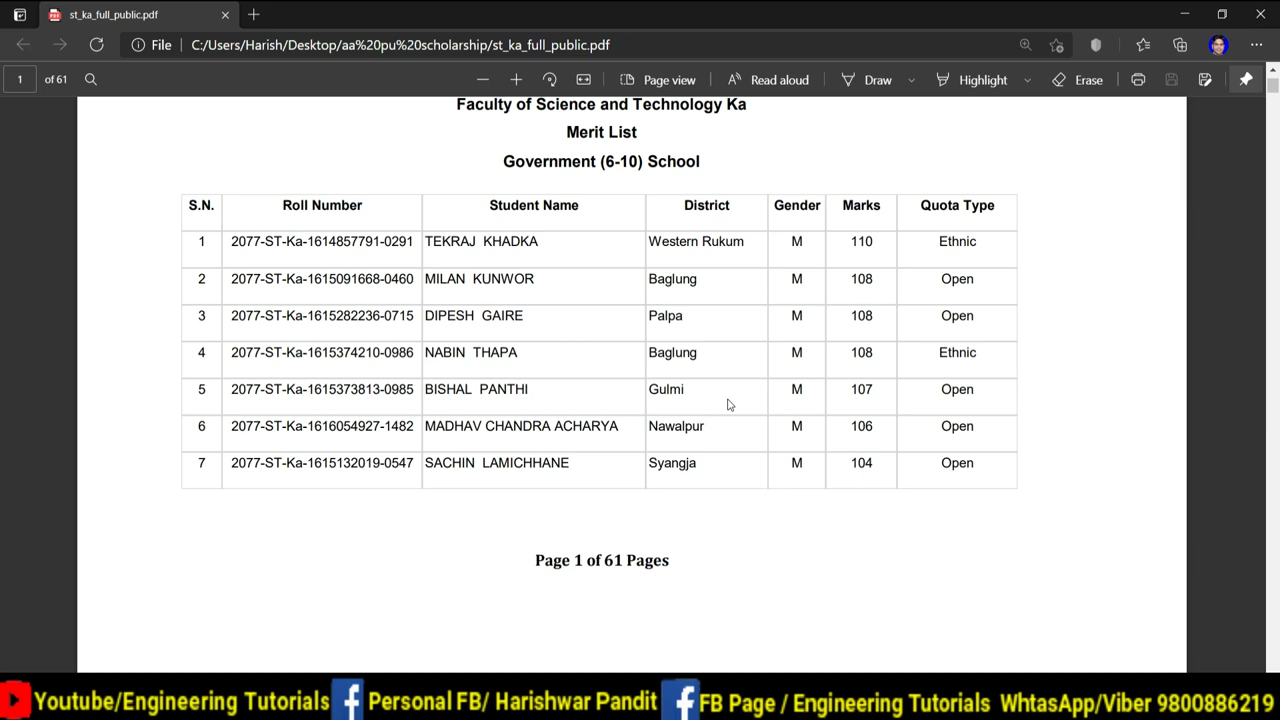 st_ka_full_public.pdf
File C:/Users/Harish/Desktop/aa%20pu%20scholarship/st_ka_full_public.pdf
1 of 61 Page view Read aloud Draw Highlight Erase
Faculty of Science and Technology Ka
Merit List
Government (6-10) School
S.N. Roll Number Student Name District Gender Marks Quota Type
1 2077-ST-Ka-1614857791-0291 TEKRAJ KHADKA Western Rukum M 110 Ethnic
2 2077-ST-Ka-1615091668-0460 MILAN KUNWOR Baglung M 108 Open
3 2077-ST-Ka-1615282236-0715 DIPESH GAIRE Palpa M 108 Open
4 2077-ST-Ka-1615374210-0986 NABIN THAPA Baglung M 108 Ethnic
5 2077-ST-Ka-1615373813-0985 BISHAL PANTHI Gulmi M 107 Open
6 2077-ST-Ka-1616054927-1482 MADHAV CHANDRA ACHARYA Nawalpur M 106 Open
7 2077-ST-Ka-1615132019-0547 SACHIN LAMICHHANE Syangja M 104 Open
Page 1 of 61 Pages
Youtube/Engineering Tutorials Personal FB/ Harishwar Pandit FB Page / Engineering Tutorials WhtasApp/Viber 9800886219